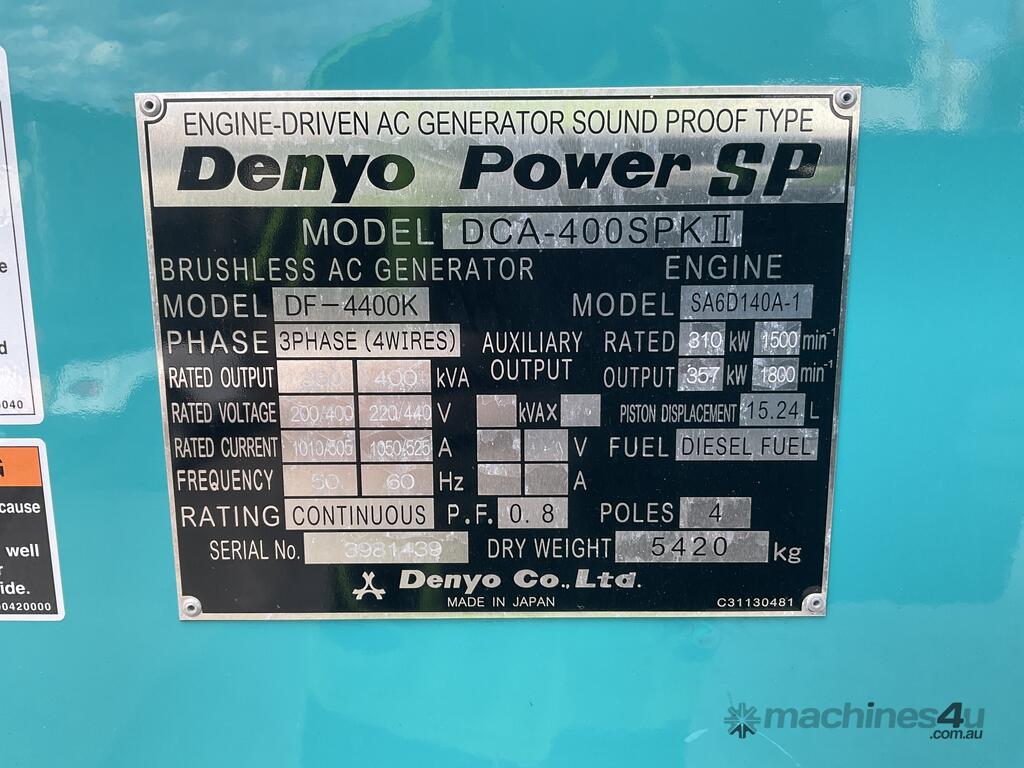 ENGINE-DRIVEN AC GENERATOR SOUND PROOF TYPE
Denyo Power SP
MODEL DCA-400SPKⅡ
BRUSHLESS AC GENERATOR
MODEL DF-4400K
PHASE 3PHASE (4WIRES)
RATED OUTPUT 350 400 kVA
RATED VOLTAGE 200/400 220/440 V
RATED CURRENT 1010/505 1050/525 A
FREQUENCY 50 60 Hz
AUXILIARY
OUTPUT
kVA×
V
A
ENGINE
MODEL SA6D140A-1
RATED 310 kW 1500 min-1
OUTPUT 357 kW 1800 min-1
PISTON DISPLACEMENT 15.24 L
FUEL DIESEL FUEL
RATING CONTINUOUS P.F. 0.8 POLES 4
SERIAL No. 3981439 DRY WEIGHT 5420 kg
Denyo Co., Ltd.
MADE IN JAPAN C31130481
e
d
0040
G
cause
well
r
ide.
00420000
machines4u
.com.au